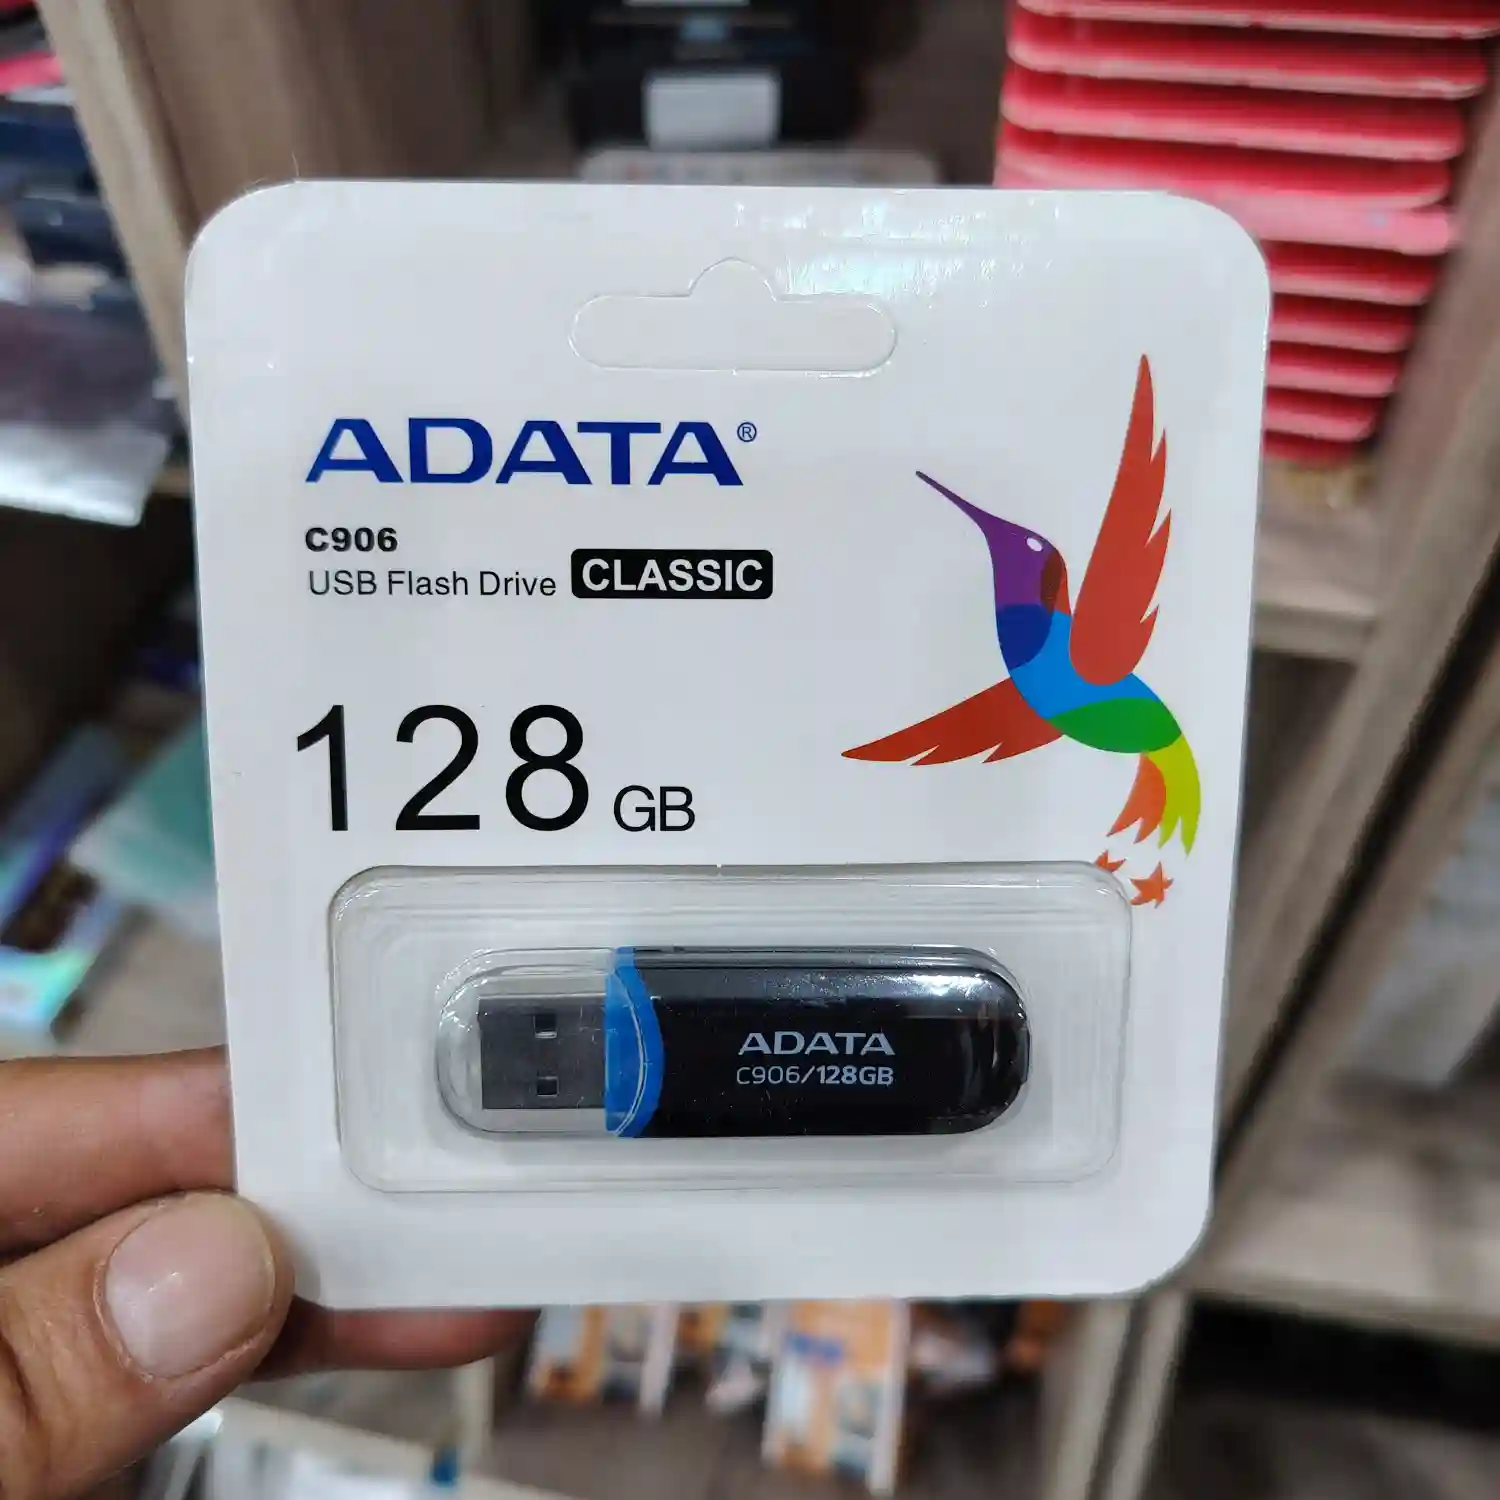 ADATA®
C906
USB Flash Drive CLASSIC
128 GB
ADATA
C906/128GB